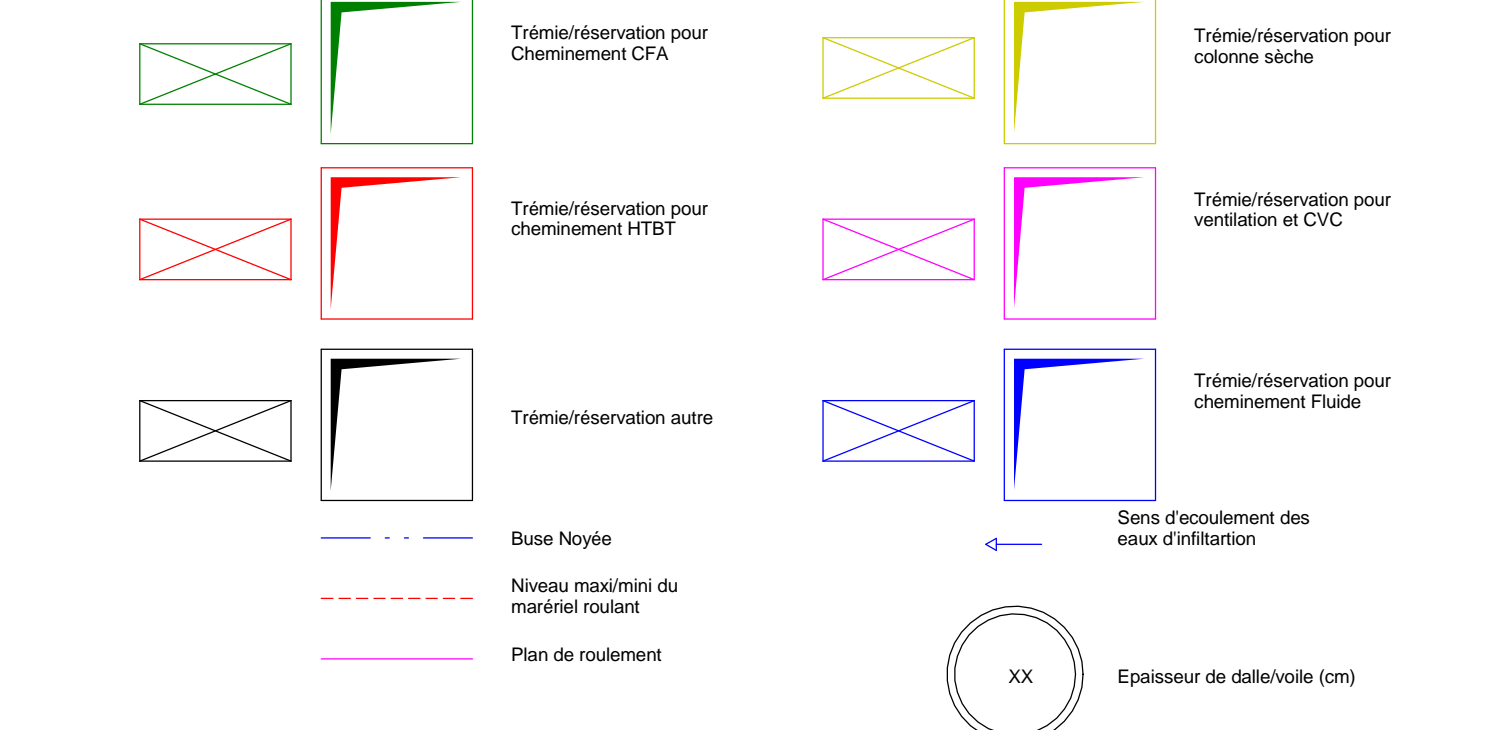 Trémie/réservation pour
Cheminement CFA
Trémie/réservation pour
colonne sèche
Trémie/réservation pour
cheminement HTBT
Trémie/réservation pour
ventilation et CVC
Trémie/réservation autre
Trémie/réservation pour
cheminement Fluide
Buse Noyée
Sens d'ecoulement des
eaux d'infiltartion
Niveau maxi/mini du
marériel roulant
Plan de roulement
XX
Epaisseur de dalle/voile (cm)